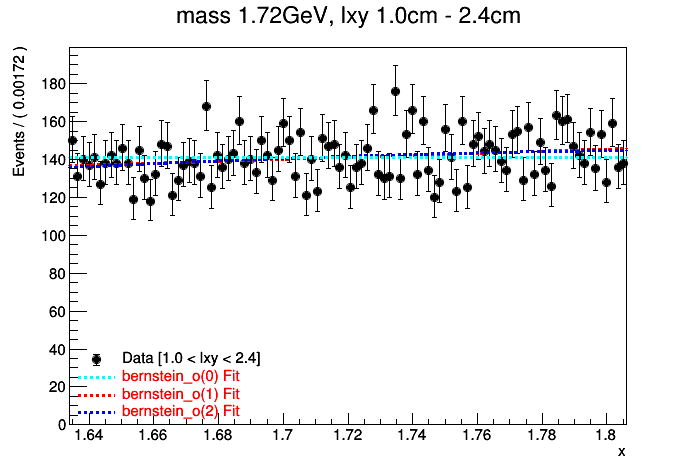 mass 1.72GeV, lxy 1.0cm - 2.4cm
Events / ( 0.00172 )
180
160
140
120
100
80
60
40
20
0
Data [1.0 < lxy < 2.4]
bernstein_o(0) Fit
bernstein_o(1) Fit
bernstein_o(2) Fit
1.64 1.66 1.68 1.7 1.72 1.74 1.76 1.78 1.8
x